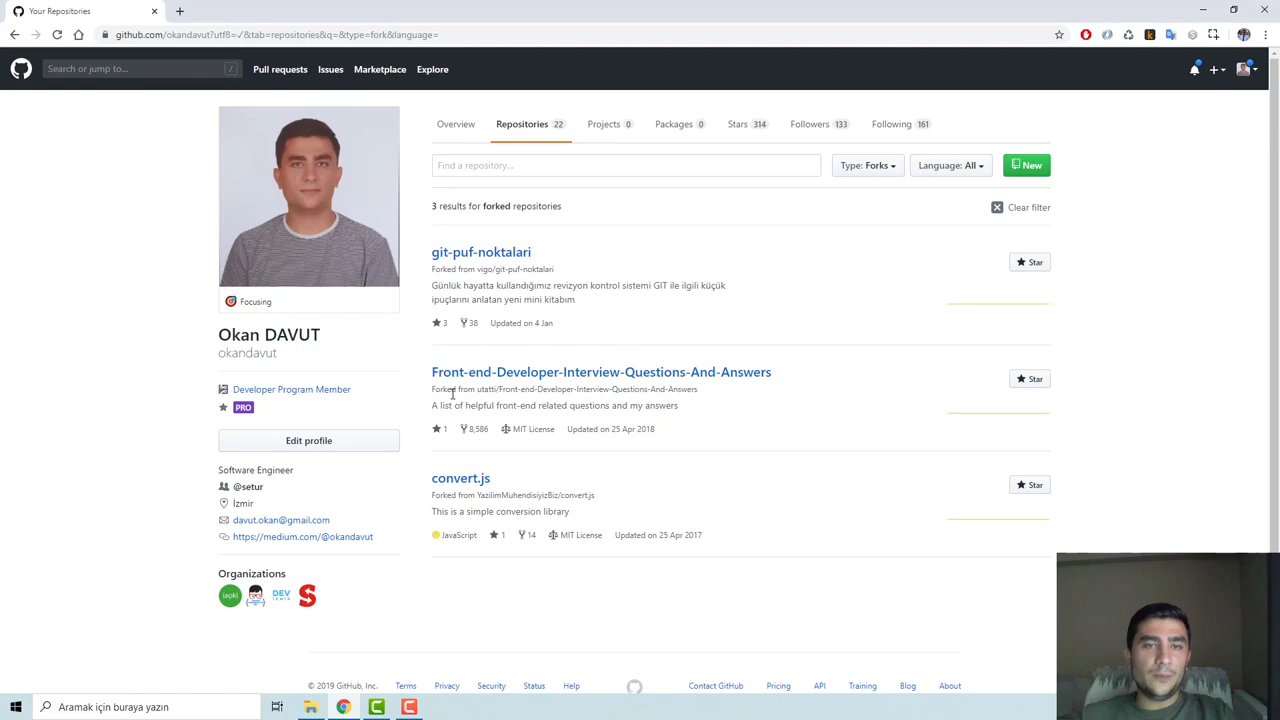 Your Repositories
github.com/okandavut?utf8=✓&tab=repositories&q=&type=fork&language=
Search or jump to...
/
Pull requests
Issues
Marketplace
Explore
Overview
Repositories 22
Projects 0
Packages 0
Stars 314
Followers 133
Following 161
Find a repository...
Type: Forks
Language: All
New
3 results for forked repositories
Clear filter
git-puf-noktalari
Forked from vigo/git-puf-noktalari
Günlük hayatta kullandığımız revizyon kontrol sistemi GIT ile ilgili küçük
ipuçlarını anlatan yeni mini kitabım
3 38 Updated on 4 Jan
Star
Front-end-Developer-Interview-Questions-And-Answers
Forked from utatti/Front-end-Developer-Interview-Questions-And-Answers
A list of helpful front-end related questions and my answers
1 8,586 MIT License Updated on 25 Apr 2018
Star
convert.js
Forked from YazilimMuhendisiyizBiz/convert.js
This is a simple conversion library
JavaScript 1 14 MIT License Updated on 25 Apr 2017
Star
Focusing
Okan DAVUT
okandavut
Developer Program Member
PRO
Edit profile
Software Engineer
@setur
İzmir
davut.okan@gmail.com
https://medium.com/@okandavut
Organizations
{açık}
DEV
İZMİR
S
© 2019 GitHub, Inc.
Terms
Privacy
Security
Status
Help
Contact GitHub
Pricing
API
Training
Blog
About
Aramak için buraya yazın